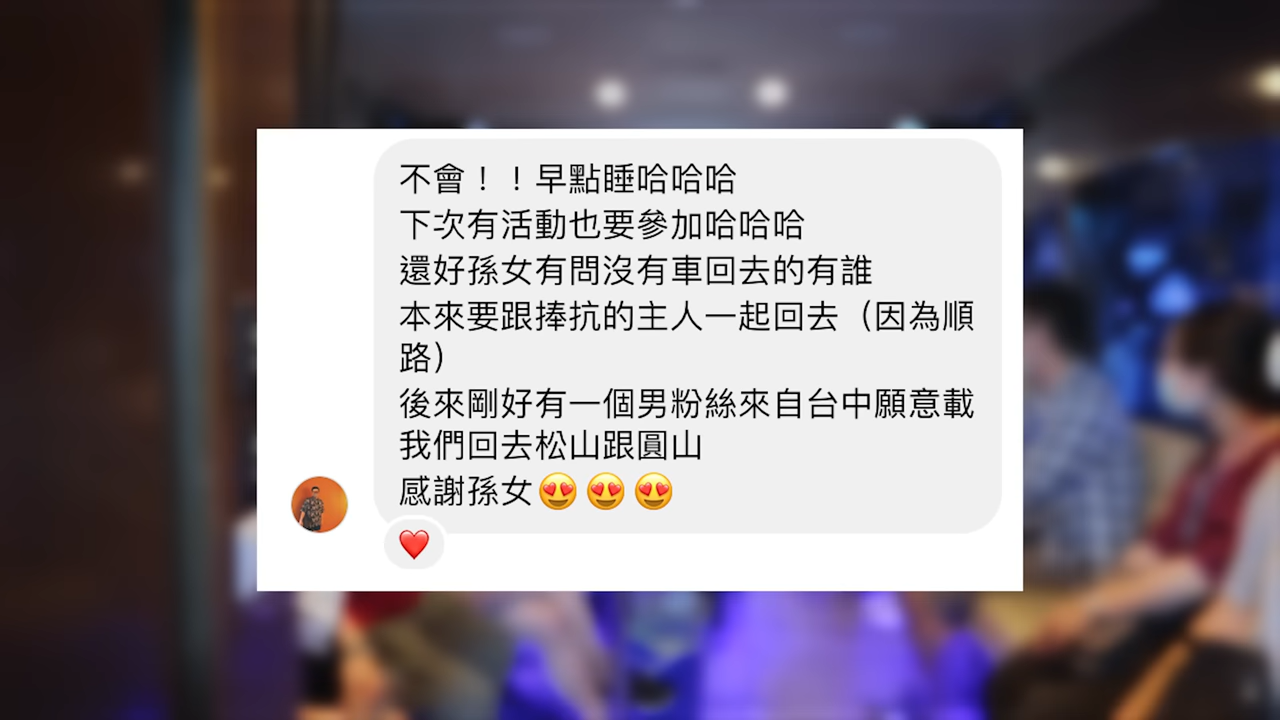 不會！！早點睡哈哈哈
下次有活動也要參加哈哈哈
還好孫女有問沒有車回去的有誰
本來要跟捧抗的主人一起回去（因為順
路）
後來剛好有一個男粉絲來自台中願意載
我們回去松山跟圓山
感謝孫女😍😍😍
❤️